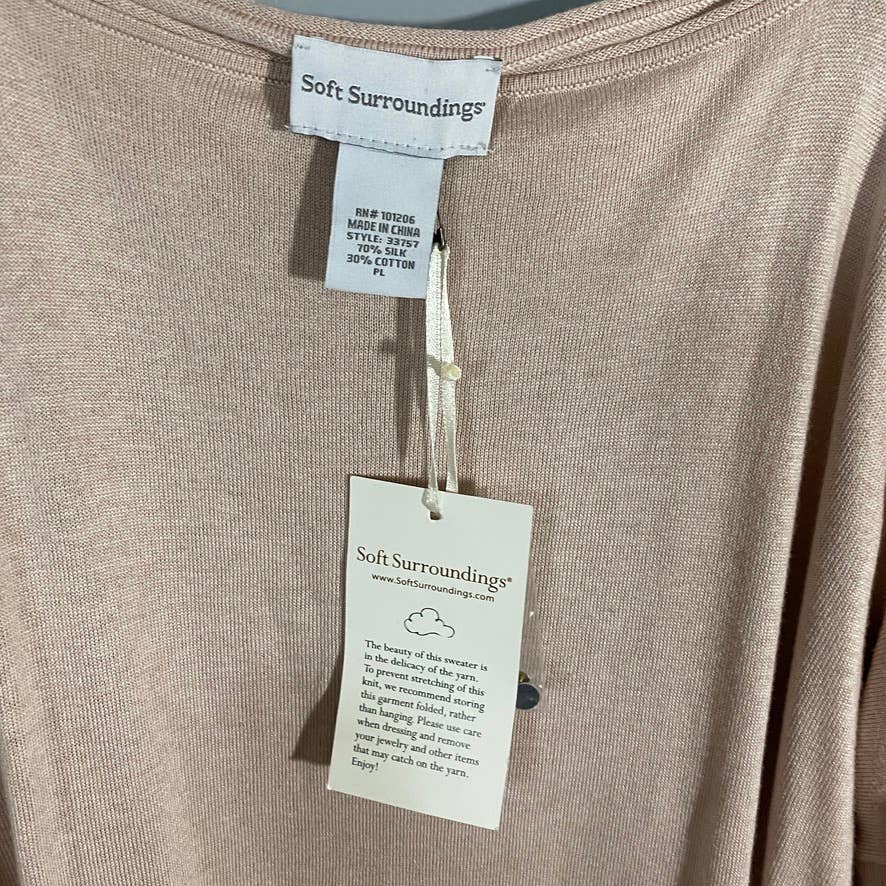 Soft Surroundings®
RN# 101206
MADE IN CHINA
STYLE: 33757
70% SILK
30% COTTON
PL
Soft Surroundings®
www.SoftSurroundings.com
The beauty of this sweater is
in the delicacy of the yarn.
To prevent stretching of this
knit, we recommend storing
this garment folded, rather
than hanging. Please use care
when dressing and remove
your jewelry and other items
that may catch on the yarn.
Enjoy!